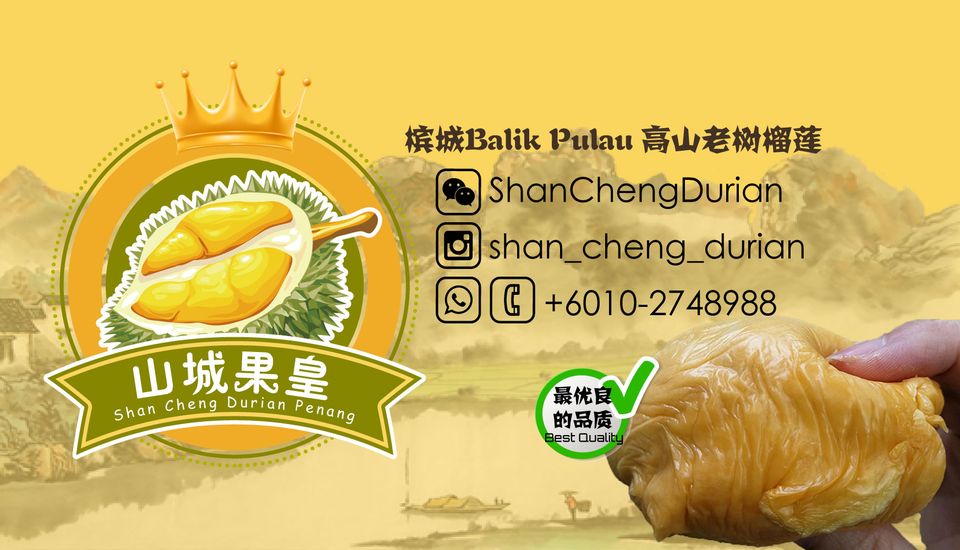 山城果皇
Shan Cheng Durian Penang
槟城Balik Pulau 高山老树榴莲
ShanChengDurian
shan_cheng_durian
+6010-2748988
最优良
的品质
Best Quality